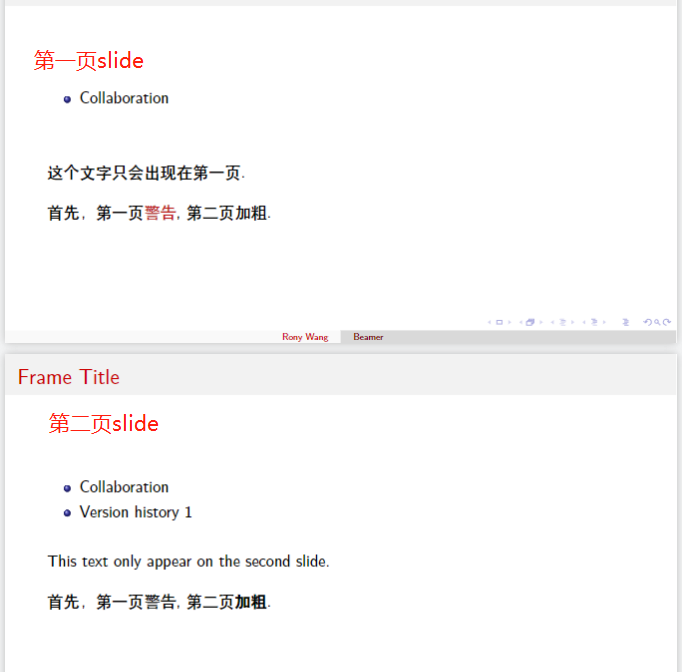 第一页slide
Collaboration
这个文字只会出现在第一页.
首先，第一页警告, 第二页加粗.
Rony Wang Beamer
Frame Title
第二页slide
Collaboration
Version history 1
This text only appear on the second slide.
首先，第一页警告, 第二页加粗.